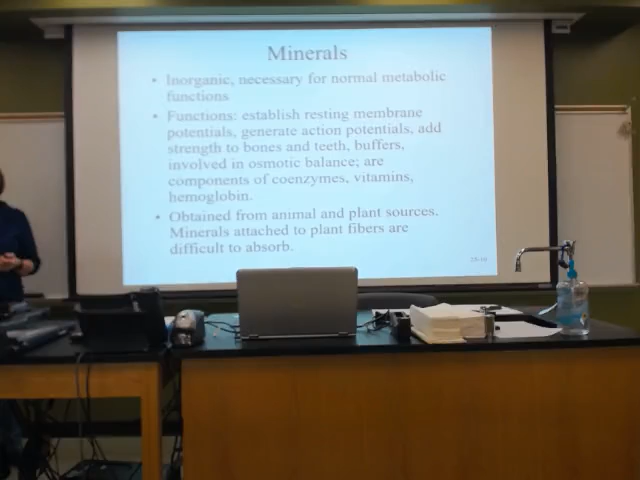 Minerals
• Inorganic, necessary for normal metabolic
functions
• Functions: establish resting membrane
potentials, generate action potentials, add
strength to bones and teeth, buffers,
involved in osmotic balance; are
components of coenzymes, vitamins,
hemoglobin.
• Obtained from animal and plant sources.
Minerals attached to plant fibers are
difficult to absorb.